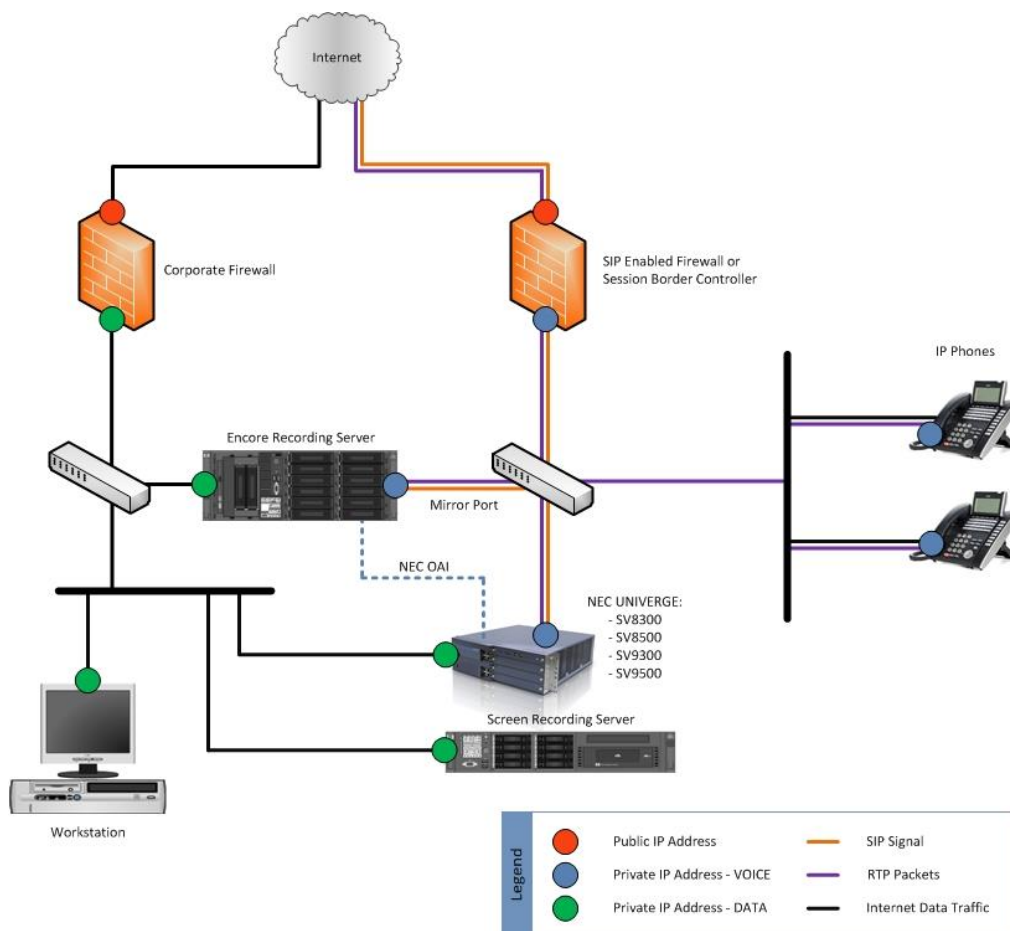 Internet
Corporate Firewall
SIP Enabled Firewall or
Session Border Controller
IP Phones
Encore Recording Server
Mirror Port
NEC OAI
NEC UNIVERGE:
- SV8300
- SV8500
- SV9300
- SV9500
Screen Recording Server
Workstation
Legend
Public IP Address
SIP Signal
Private IP Address - VOICE
RTP Packets
Private IP Address - DATA
Internet Data Traffic